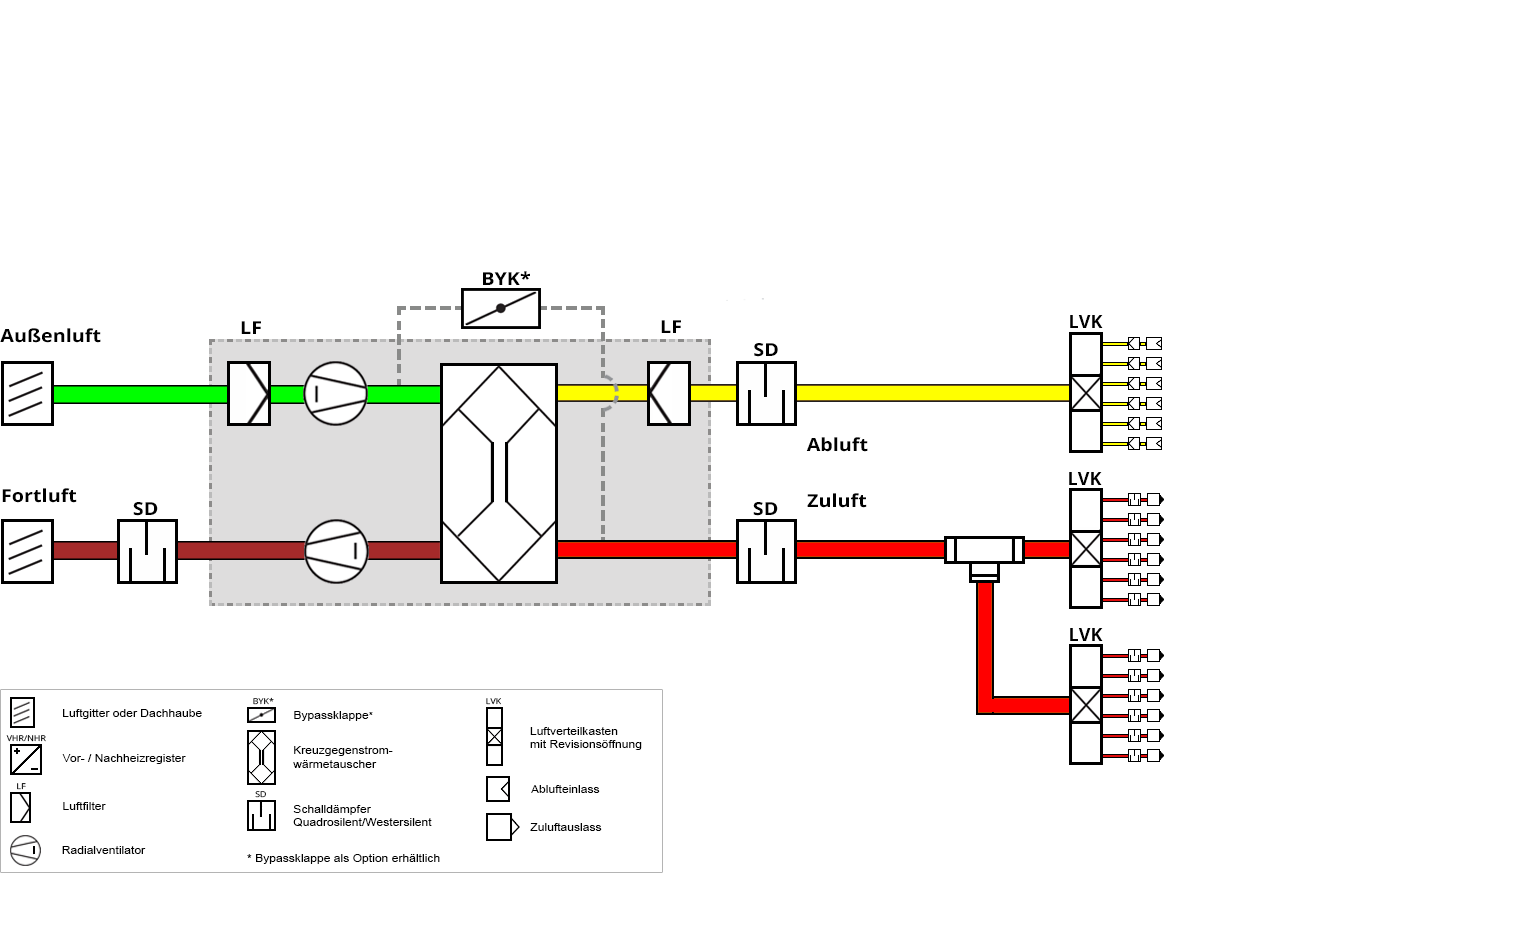 BYK*
LVK
LF
LF
Außenluft
SD
Abluft
LVK
Fortluft
Zuluft
SD
SD
LVK
Luftgitter oder Dachhaube
VHR/NHR
Vor- / Nachheizregister
LF
Luftfilter
Radialventilator
BYK*
Bypassklappe*
Kreuzgegenstrom-
wärmetauscher
SD
Schalldämpfer
Quadrosilent/Westersilent
* Bypassklappe als Option erhältlich
LVK
Luftverteilkasten
mit Revisionsöffnung
Ablufteinlass
Zuluftauslass